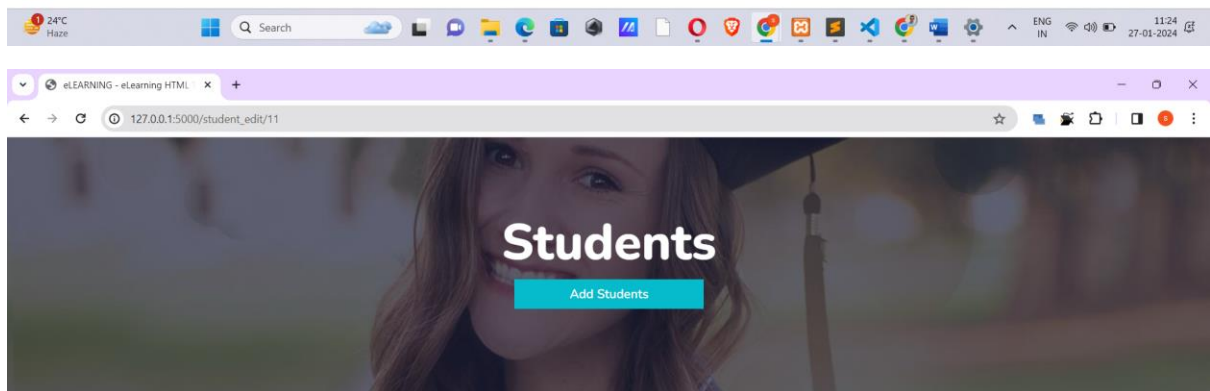 24°C
Haze
Search
ENG
IN
11:24
27-01-2024
eLEARNING - eLearning HTML
127.0.0.1:5000/student_edit/11
Students
Add Students